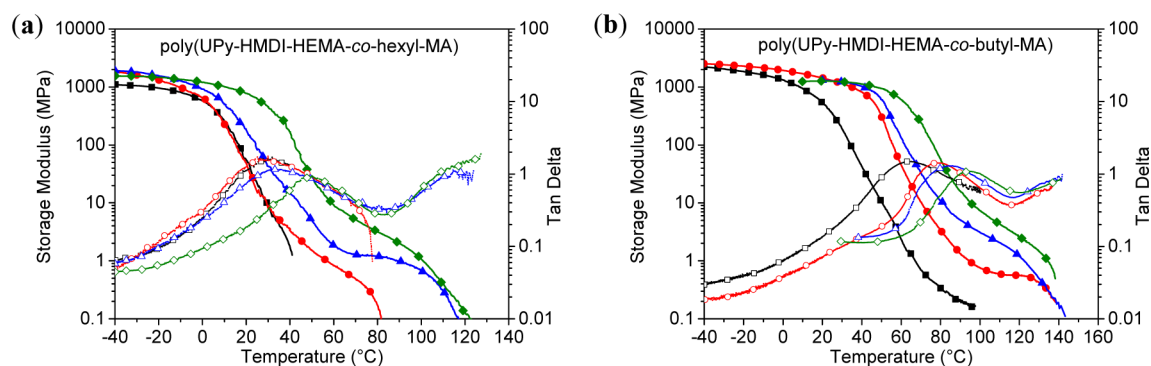 (a)
poly(UPy-HMDI-HEMA-co-hexyl-MA)
Storage Modulus (MPa)
10000
1000
100
10
1
0.1
Tan Delta
100
10
1
0.1
0.01
-40 -20 0 20 40 60 80 100 120 140
Temperature (°C)
(b)
poly(UPy-HMDI-HEMA-co-butyl-MA)
Storage Modulus (MPa)
10000
1000
100
10
1
0.1
Tan Delta
100
10
1
0.1
0.01
-40 -20 0 20 40 60 80 100 120 140 160
Temperature (°C)